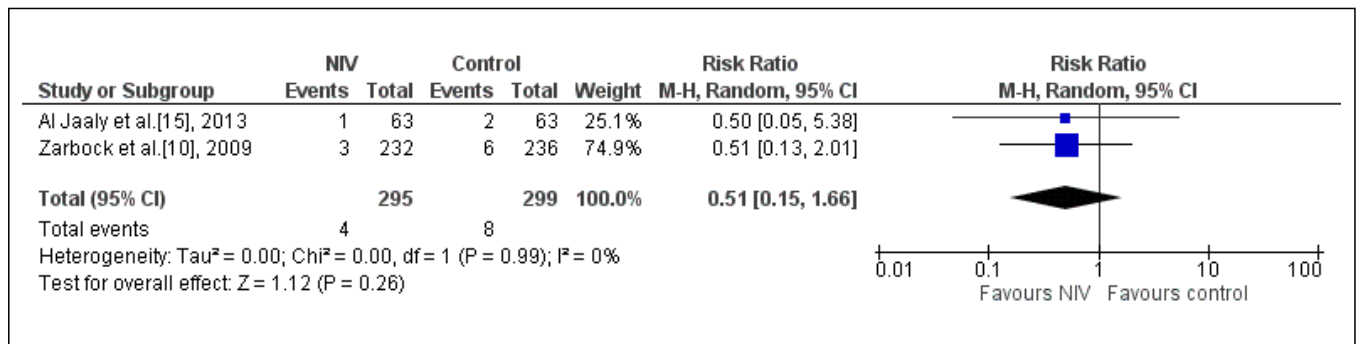 NIV Control Risk Ratio Risk Ratio
Study or Subgroup Events Total Events Total Weight M-H, Random, 95% CI M-H, Random, 95% CI
Al Jaaly et al.[15], 2013 1 63 2 63 25.1% 0.50 [0.05, 5.38]
Zarbock et al.[10], 2009 3 232 6 236 74.9% 0.51 [0.13, 2.01]
Total (95% CI) 295 299 100.0% 0.51 [0.15, 1.66]
Total events 4 8
Heterogeneity: Tau² = 0.00; Chi² = 0.00, df = 1 (P = 0.99); I² = 0%
Test for overall effect: Z = 1.12 (P = 0.26)
0.01 0.1 1 10 100
Favours NIV Favours control